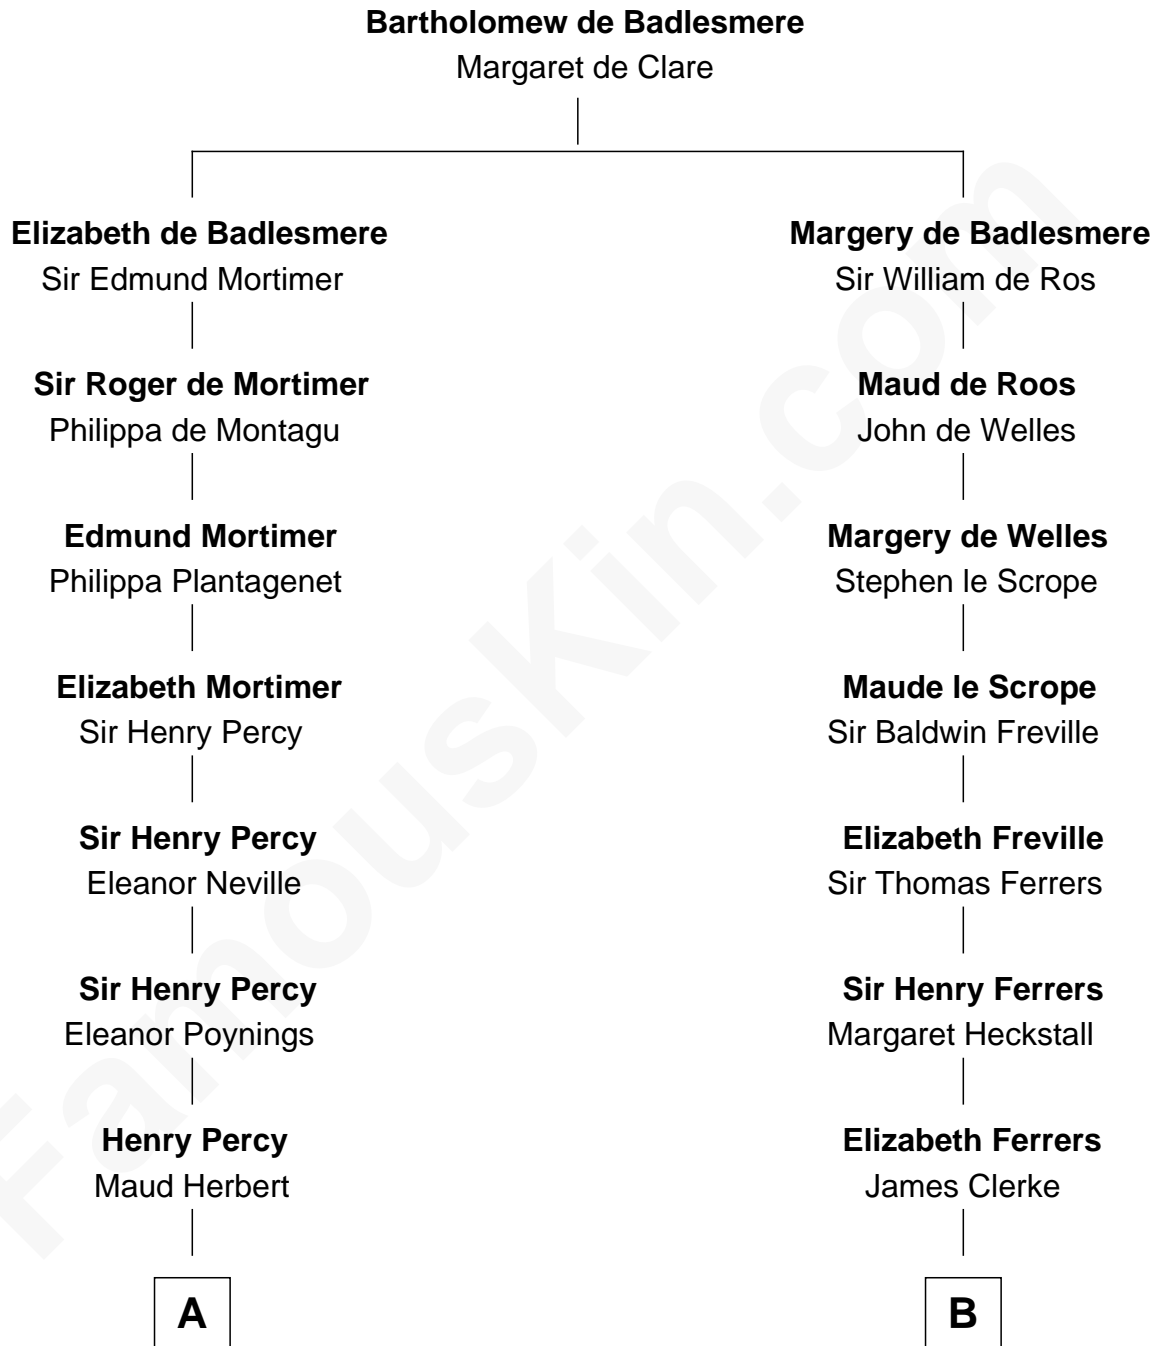 Bartholomew de Badlesmere
Margaret de Clare
Elizabeth de Badlesmere
Sir Edmund Mortimer
Margery de Badlesmere
Sir William de Ros
Sir Roger de Mortimer
Philippa de Montagu
Maud de Roos
John de Welles
Edmund Mortimer
Philippa Plantagenet
Margery de Welles
Stephen le Scrope
Elizabeth Mortimer
Sir Henry Percy
Maude le Scrope
Sir Baldwin Freville
Sir Henry Percy
Eleanor Neville
Elizabeth Freville
Sir Thomas Ferrers
Sir Henry Percy
Eleanor Poynings
Sir Henry Ferrers
Margaret Heckstall
Henry Percy
Maud Herbert
Elizabeth Ferrers
James Clerke
A
B
FamousKin.com